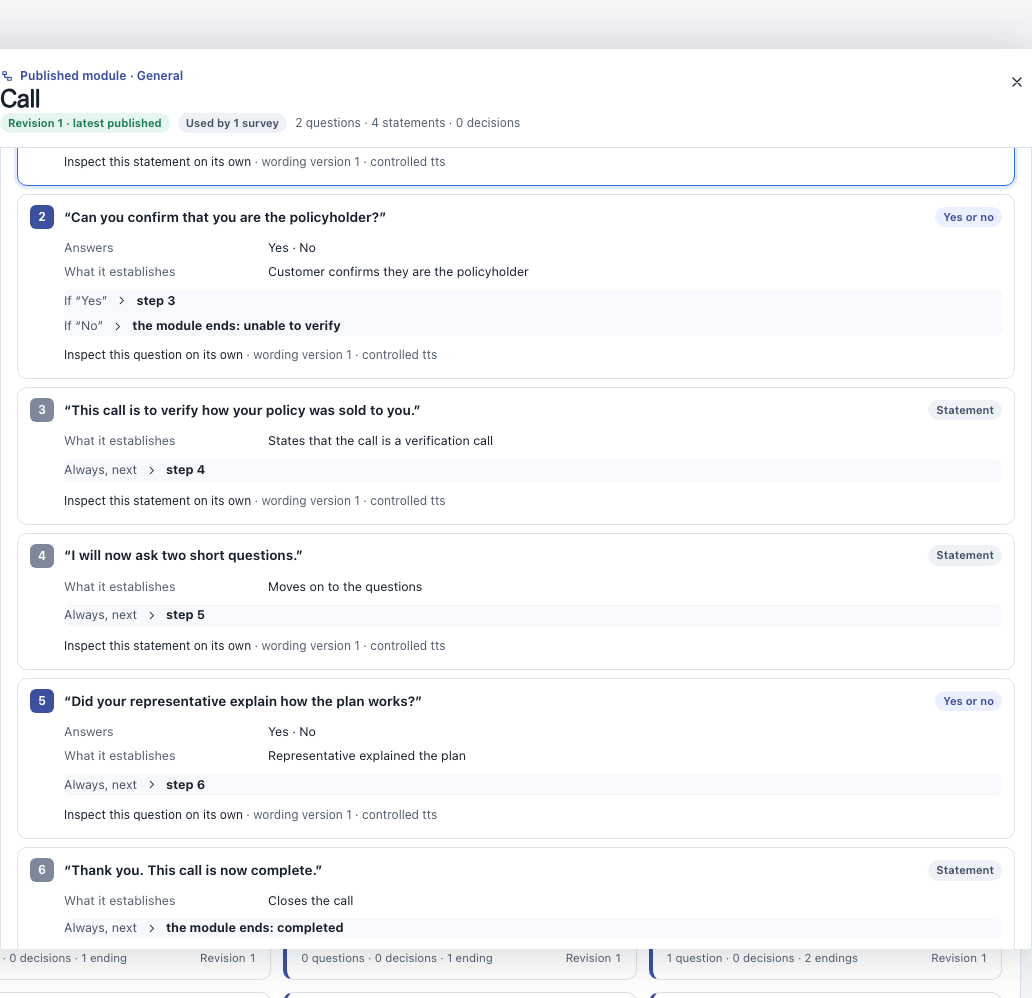 Published module · General
Call
Revision 1 · latest published Used by 1 survey 2 questions · 4 statements · 0 decisions
Inspect this statement on its own · wording version 1 · controlled tts
2 “Can you confirm that you are the policyholder?” Yes or no
Answers Yes · No
What it establishes Customer confirms they are the policyholder
If “Yes” > step 3
If “No” > the module ends: unable to verify
Inspect this question on its own · wording version 1 · controlled tts
3 “This call is to verify how your policy was sold to you.” Statement
What it establishes States that the call is a verification call
Always, next > step 4
Inspect this statement on its own · wording version 1 · controlled tts
4 “I will now ask two short questions.” Statement
What it establishes Moves on to the questions
Always, next > step 5
Inspect this statement on its own · wording version 1 · controlled tts
5 “Did your representative explain how the plan works?” Yes or no
Answers Yes · No
What it establishes Representative explained the plan
Always, next > step 6
Inspect this question on its own · wording version 1 · controlled tts
6 “Thank you. This call is now complete.” Statement
What it establishes Closes the call
Always, next > the module ends: completed
· 0 decisions · 1 ending Revision 1 0 questions · 0 decisions · 1 ending Revision 1 1 question · 0 decisions · 2 endings Revision 1